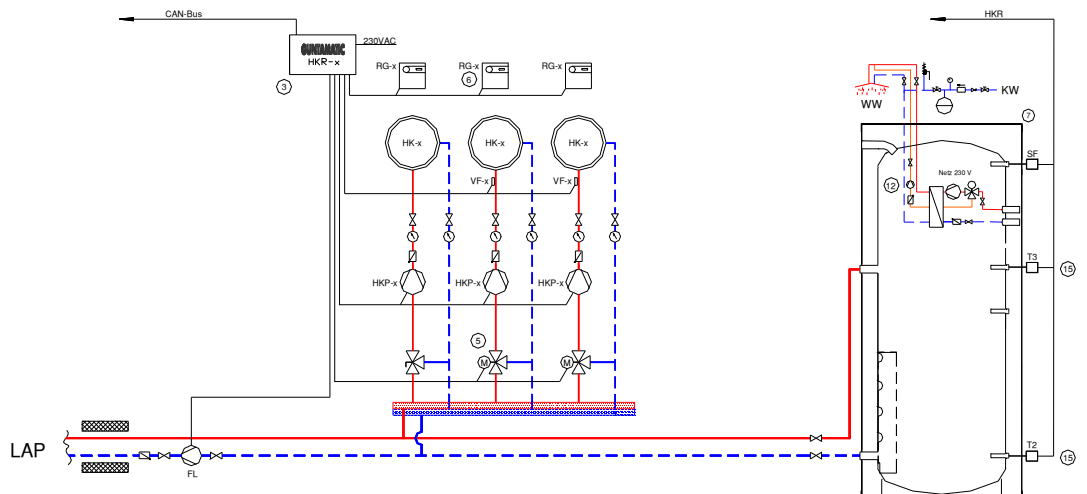 CAN-Bus
HKR
GUNTAMATIC
HKR-x
230VAC
3
RG-x
RG-x
RG-x
6
WW
KW
7
HK-x
HK-x
HK-x
SF
VF-x
VF-x
Netz 230 V
12
T3
15
HKP-x
HKP-x
HKP-x
5
M
M
LAP
FL
T2
15